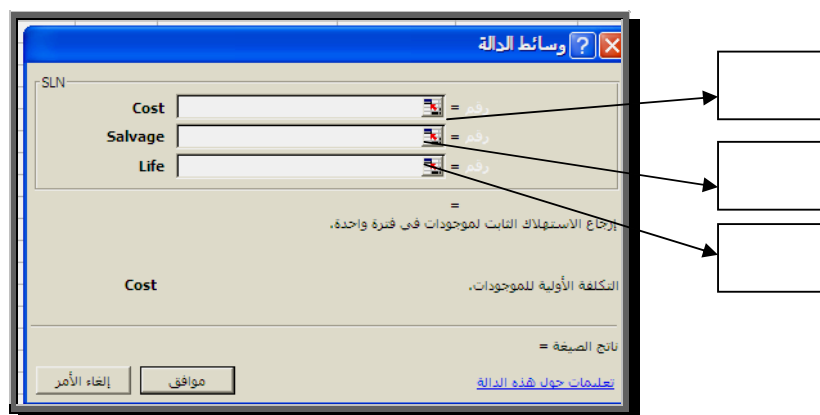 وسائط الدالة
SLN
Cost = رقم
Salvage = رقم
Life = رقم
=
إرجاع الاستهلاك الثابت لموجودات في فترة واحدة.
Cost التكلفة الأولية للموجودات.
ناتج الصيغة =
تعليمات حول هذه الدالة موافق إلغاء الأمر